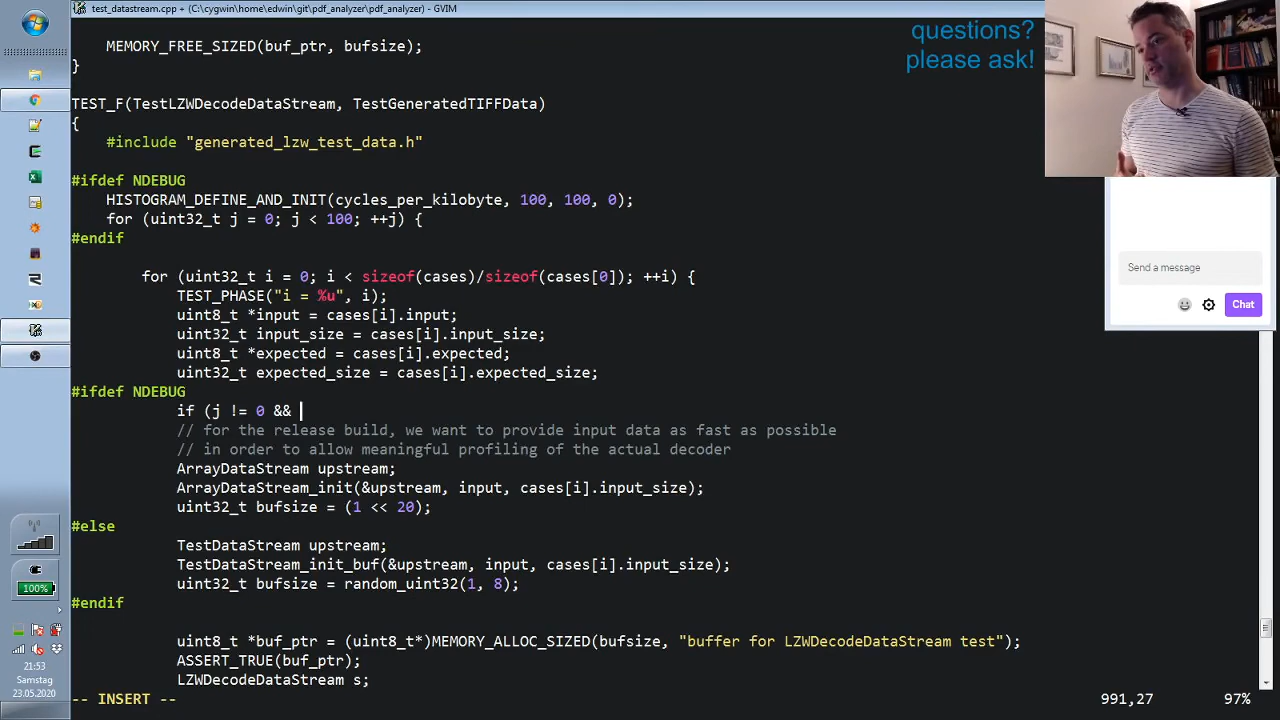 test_datastream.cpp + (C:\cygwin\home\edwin\git\pdf_analyzer\pdf_analyzer) - GVIM
questions?
please ask!
MEMORY_FREE_SIZED(buf_ptr, bufsize);
}
TEST_F(TestLZWDecodeDataStream, TestGeneratedTIFFData)
{
#include "generated_lzw_test_data.h"
#ifdef NDEBUG
HISTOGRAM_DEFINE_AND_INIT(cycles_per_kilobyte, 100, 100, 0);
for (uint32_t j = 0; j < 100; ++j) {
#endif
for (uint32_t i = 0; i < sizeof(cases)/sizeof(cases[0]); ++i) {
TEST_PHASE("i = %u", i);
uint8_t *input = cases[i].input;
uint32_t input_size = cases[i].input_size;
uint8_t *expected = cases[i].expected;
uint32_t expected_size = cases[i].expected_size;
#ifdef NDEBUG
if (j != 0 &&
// for the release build, we want to provide input data as fast as possible
// in order to allow meaningful profiling of the actual decoder
ArrayDataStream upstream;
ArrayDataStream_init(&upstream, input, cases[i].input_size);
uint32_t bufsize = (1 << 20);
#else
TestDataStream upstream;
TestDataStream_init_buf(&upstream, input, cases[i].input_size);
uint32_t bufsize = random_uint32(1, 8);
#endif
uint8_t *buf_ptr = (uint8_t*)MEMORY_ALLOC_SIZED(bufsize, "buffer for LZWDecodeDataStream test");
ASSERT_TRUE(buf_ptr);
LZWDecodeDataStream s;
-- INSERT --
991,27
97%
Send a message
Chat
100%
21:53
Samstag
23.05.2020